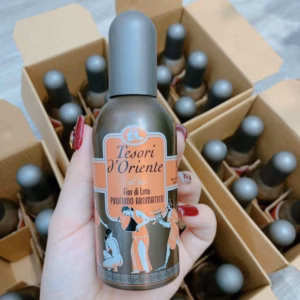 Tesori
d'Oriente
Fior di Loto
PROFUMO AROMATICO